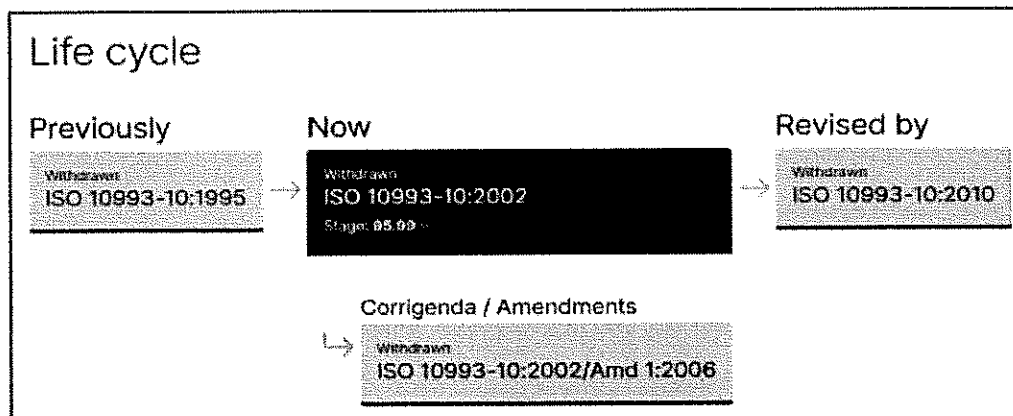 Life cycle
Previously
Withdrawn
ISO 10993-10:1995
Now
Withdrawn
ISO 10993-10:2002
Stage: 95.99
Revised by
Withdrawn
ISO 10993-10:2010
Corrigenda / Amendments
Withdrawn
ISO 10993-10:2002/Amd 1:2006